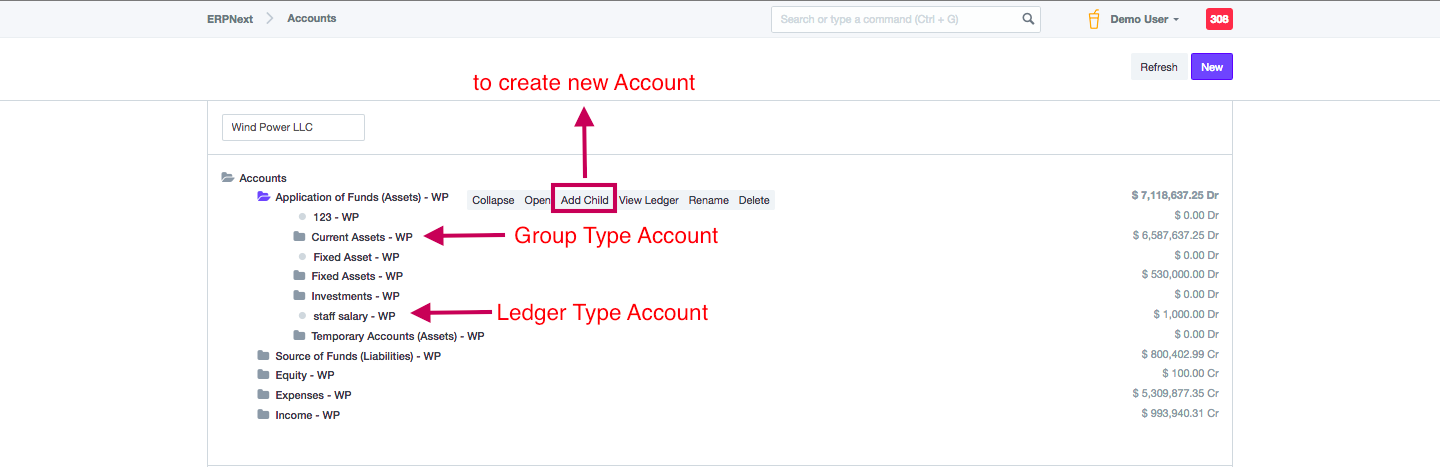 ERPNext Accounts Search or type a command (Ctrl + G) Demo User 308
Refresh New
to create new Account
Wind Power LLC
Accounts
Application of Funds (Assets) - WP Collapse Open Add Child View Ledger Rename Delete $ 7,118,637.25 Dr
123 - WP $ 0.00 Dr
Current Assets - WP Group Type Account $ 6,587,637.25 Dr
Fixed Asset - WP $ 0.00 Dr
Fixed Assets - WP $ 530,000.00 Dr
Investments - WP $ 0.00 Dr
staff salary - WP Ledger Type Account $ 1,000.00 Dr
Temporary Accounts (Assets) - WP $ 0.00 Dr
Source of Funds (Liabilities) - WP $ 800,402.99 Cr
Equity - WP $ 100.00 Cr
Expenses - WP $ 5,309,877.35 Cr
Income - WP $ 993,940.31 Cr